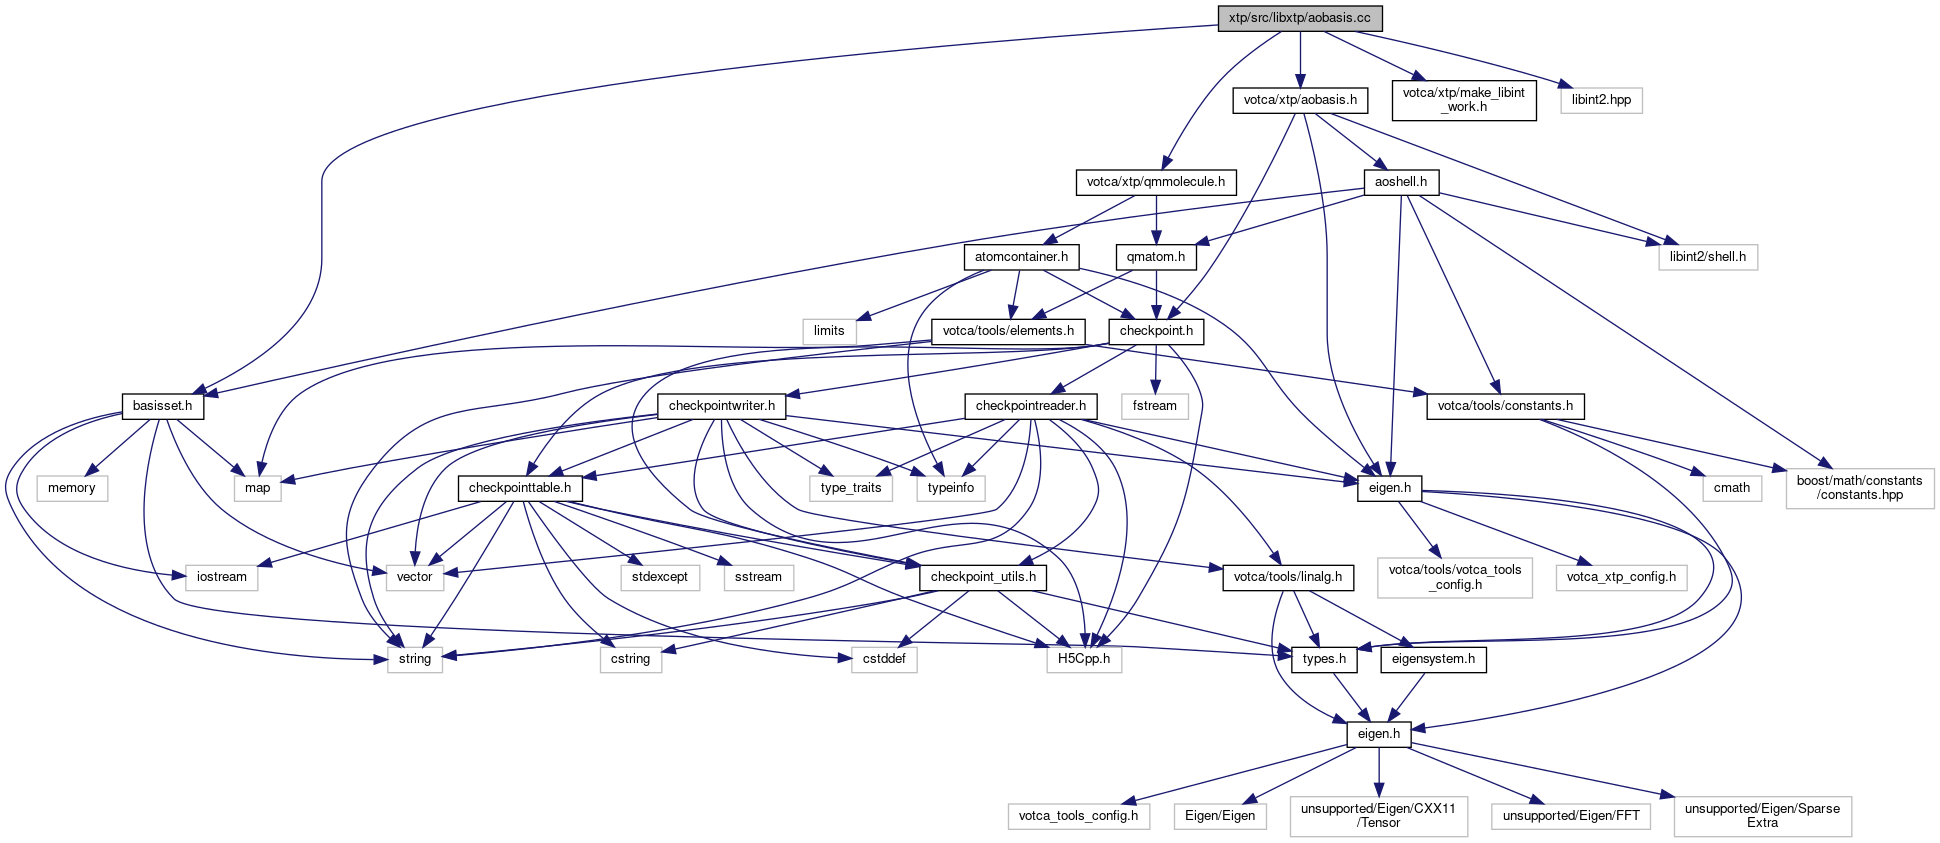 xtp/src/libxtp/aobasis.cc
votca/xtp/aobasis.h
votca/xtp/make_libint
_work.h
libint2.hpp
votca/xtp/qmmolecule.h
aoshell.h
atomcontainer.h
qmatom.h
libint2/shell.h
limits
votca/tools/elements.h
checkpoint.h
basisset.h
checkpointwriter.h
checkpointreader.h
fstream
votca/tools/constants.h
memory
map
checkpointtable.h
type_traits
typeinfo
eigen.h
cmath
boost/math/constants
/constants.hpp
iostream
vector
stdexcept
sstream
checkpoint_utils.h
votca/tools/linalg.h
votca/tools/votca_tools
_config.h
votca_xtp_config.h
string
cstring
cstddef
H5Cpp.h
types.h
eigensystem.h
eigen.h
votca_tools_config.h
Eigen/Eigen
unsupported/Eigen/CXX11
/Tensor
unsupported/Eigen/FFT
unsupported/Eigen/Sparse
Extra